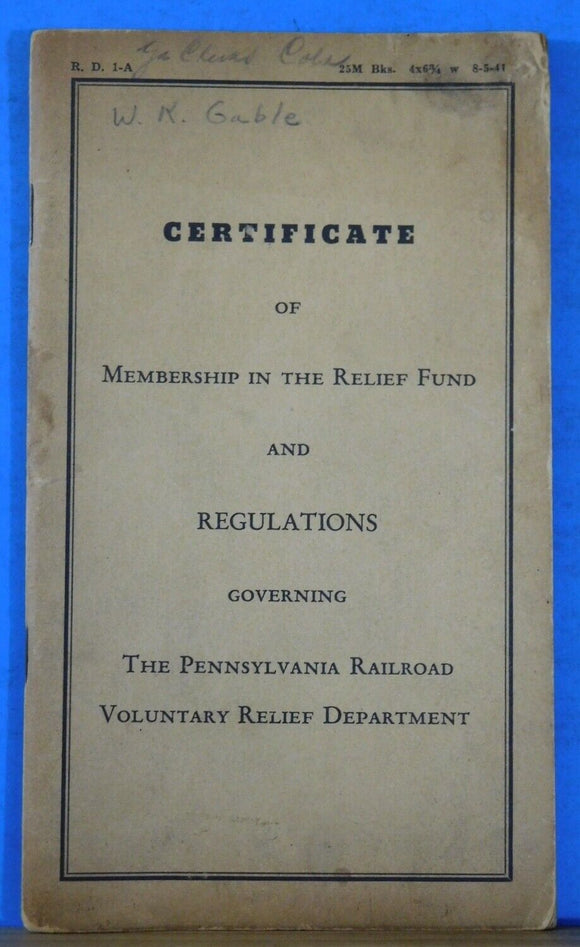 R. D. 1-A 25M Bks. 4x6¾ w 8-5-41
W. K. Gable
CERTIFICATE
OF
MEMBERSHIP IN THE RELIEF FUND
AND
REGULATIONS
GOVERNING
THE PENNSYLVANIA RAILROAD
VOLUNTARY RELIEF DEPARTMENT